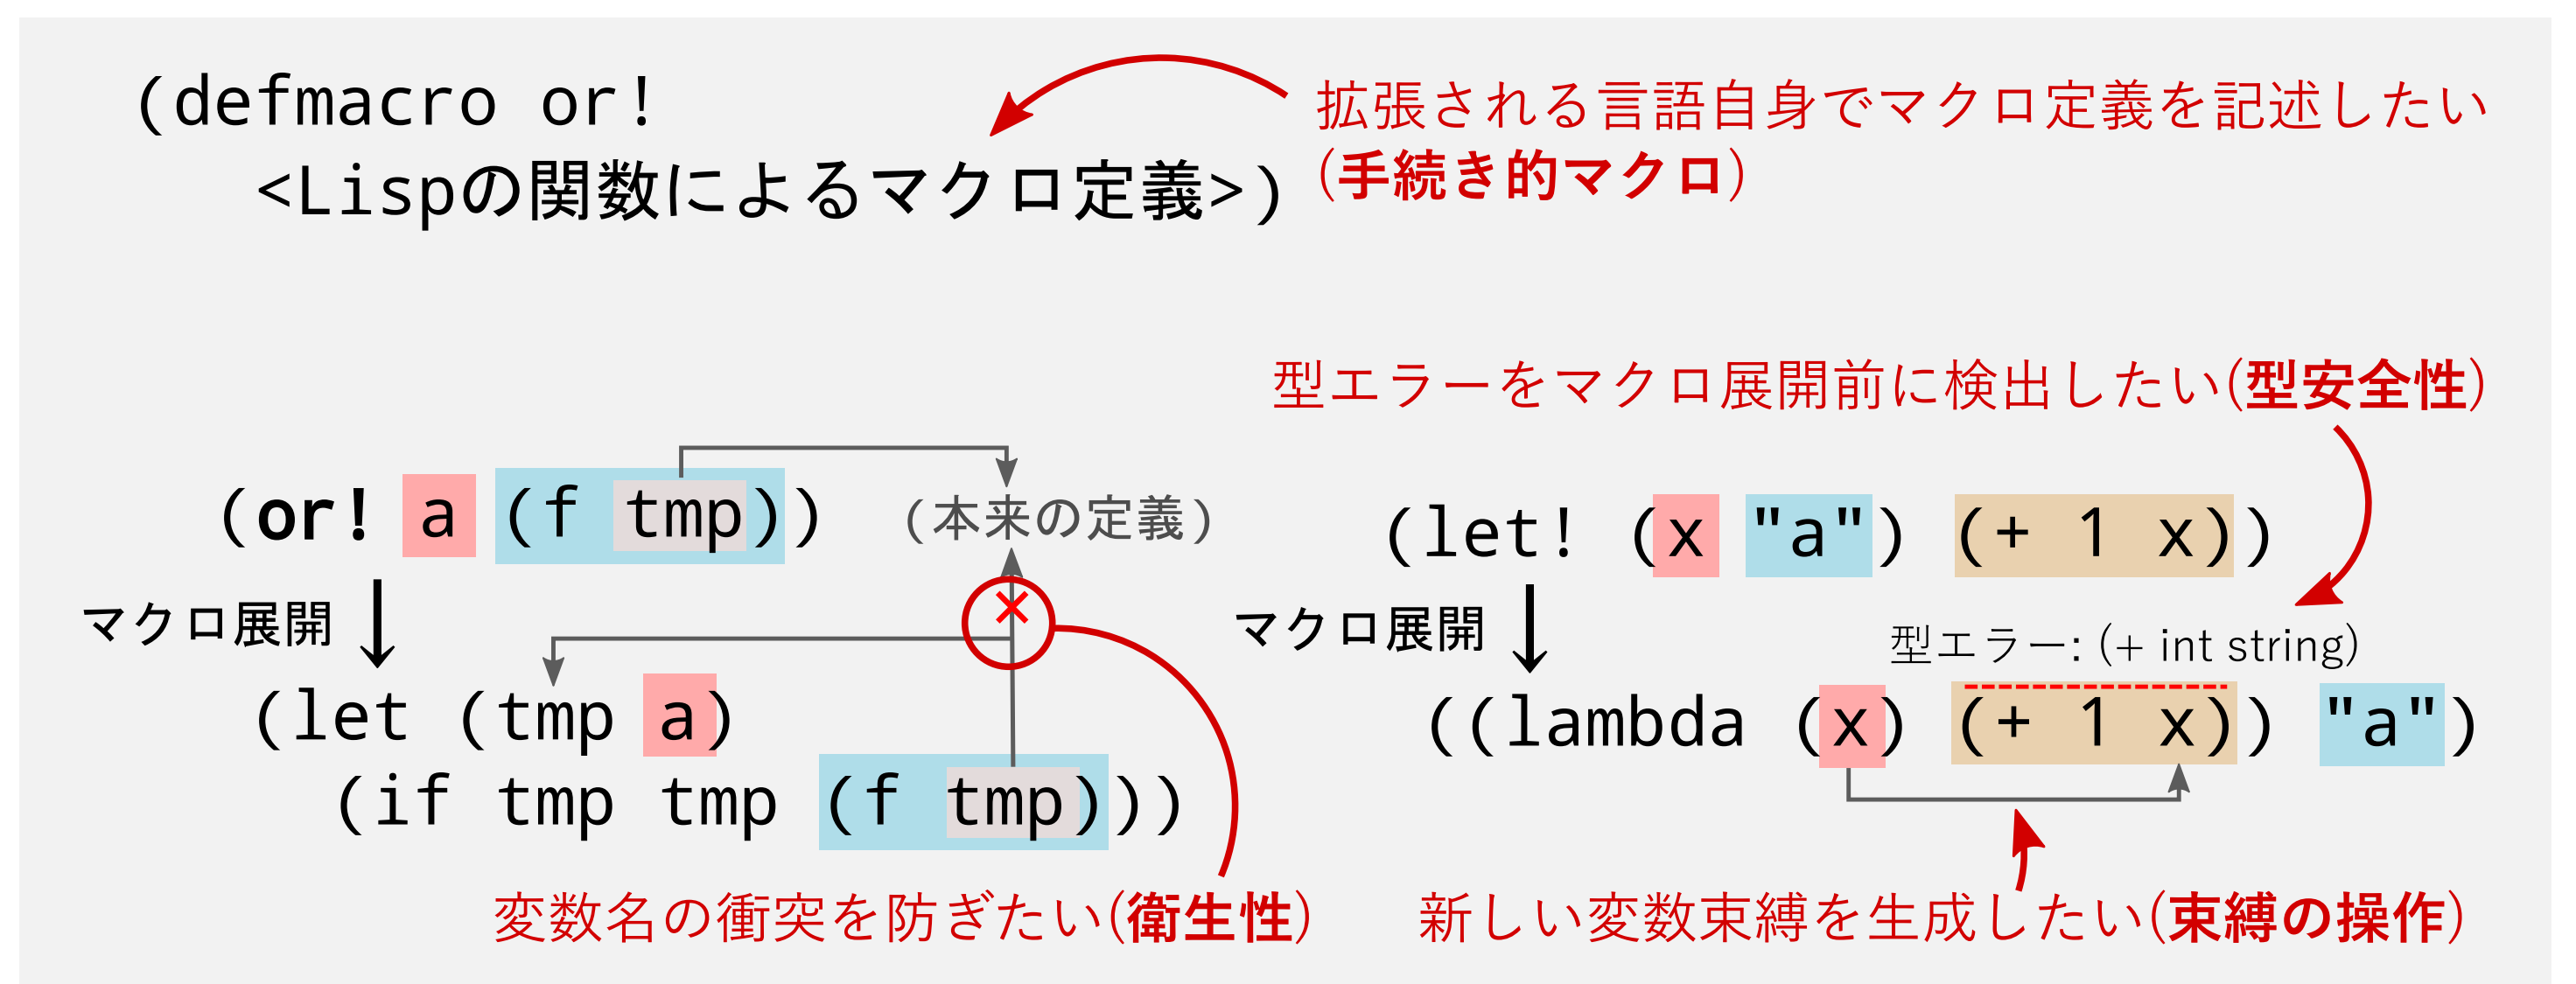 (defmacro or!
<Lispの関数によるマクロ定義>)
拡張される言語自身でマクロ定義を記述したい
(手続き的マクロ)
(or! a (f tmp))
(本来の定義)
マクロ展開
(let (tmp a)
(if tmp tmp (f tmp)))
変数名の衝突を防ぎたい(衛生性)
型エラーをマクロ展開前に検出したい(型安全性)
(let! (x "a") (+ 1 x))
マクロ展開
型エラー: (+ int string)
((lambda (x) (+ 1 x)) "a")
新しい変数束縛を生成したい(束縛の操作)